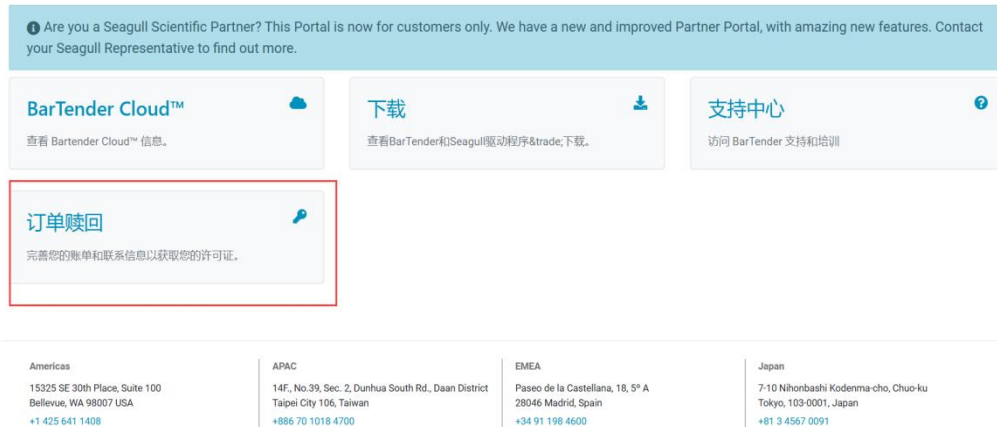 Are you a Seagull Scientific Partner? This Portal is now for customers only. We have a new and improved Partner Portal, with amazing new features. Contact
your Seagull Representative to find out more.
BarTender Cloud™
查看 Bartender Cloud™ 信息。
下载
查看BarTender和Seagull驱动程序&trade;下载。
支持中心
访问 BarTender 支持和培训
订单赎回
完善您的账单和联系信息以获取您的许可证。
Americas
15325 SE 30th Place, Suite 100
Bellevue, WA 98007 USA
+1 425 641 1408
APAC
14F., No.39, Sec. 2, Dunhua South Rd., Daan District
Taipei City 106, Taiwan
+886 70 1018 4700
EMEA
Paseo de la Castellana, 18, 5º A
28046 Madrid, Spain
+34 91 198 4600
Japan
7-10 Nihonbashi Kodenma-cho, Chuo-ku
Tokyo, 103-0001, Japan
+81 3 4567 0091